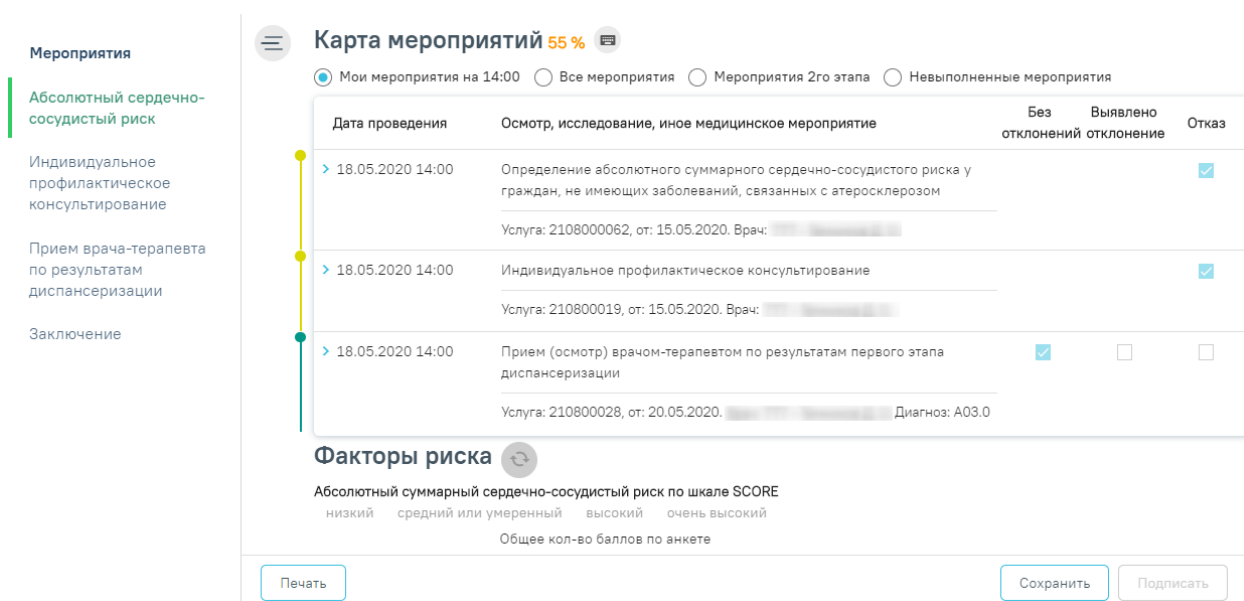 Мероприятия
Абсолютный сердечно-
сосудистый риск
Индивидуальное
профилактическое
консультирование
Прием врача-терапевта
по результатам
диспансеризации
Заключение
Карта мероприятий 55 %
Мои мероприятия на 14:00 Все мероприятия Мероприятия 2го этапа Невыполненные мероприятия
Дата проведения Осмотр, исследование, иное медицинское мероприятие Без отклонений Выявлено отклонение Отказ
18.05.2020 14:00 Определение абсолютного суммарного сердечно-сосудистого риска у
граждан, не имеющих заболеваний, связанных с атеросклерозом
Услуга: 2108000062, от: 15.05.2020. Врач:
18.05.2020 14:00 Индивидуальное профилактическое консультирование
Услуга: 210800019, от: 15.05.2020. Врач:
18.05.2020 14:00 Прием (осмотр) врачом-терапевтом по результатам первого этапа
диспансеризации
Услуга: 210800028, от: 20.05.2020. Диагноз: A03.0
Факторы риска
Абсолютный суммарный сердечно-сосудистый риск по шкале SCORE
низкий средний или умеренный высокий очень высокий
Общее кол-во баллов по анкете
Печать Сохранить Подписать